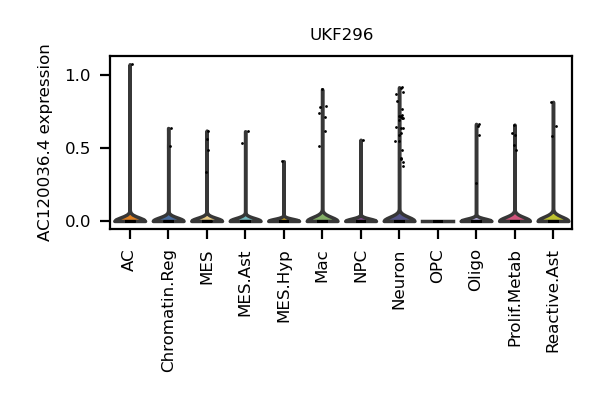 UKF296
AC120036.4 expression
1.0
0.5
0.0
AC
Chromatin.Reg
MES
MES.Ast
MES.Hyp
Mac
NPC
Neuron
OPC
Oligo
Prolif.Metab
Reactive.Ast